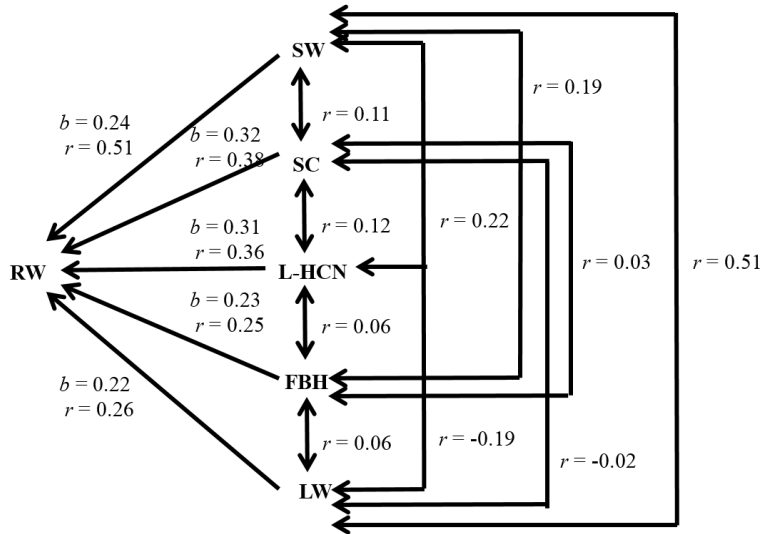 SW
r = 0.19
r = 0.11
b = 0.24
r = 0.51
b = 0.32
r = 0.38
SC
r = 0.12
r = 0.22
b = 0.31
r = 0.36
RW
L-HCN
r = 0.03
r = 0.51
b = 0.23
r = 0.25
r = 0.06
FBH
b = 0.22
r = 0.26
r = 0.06
r = -0.19
r = -0.02
LW